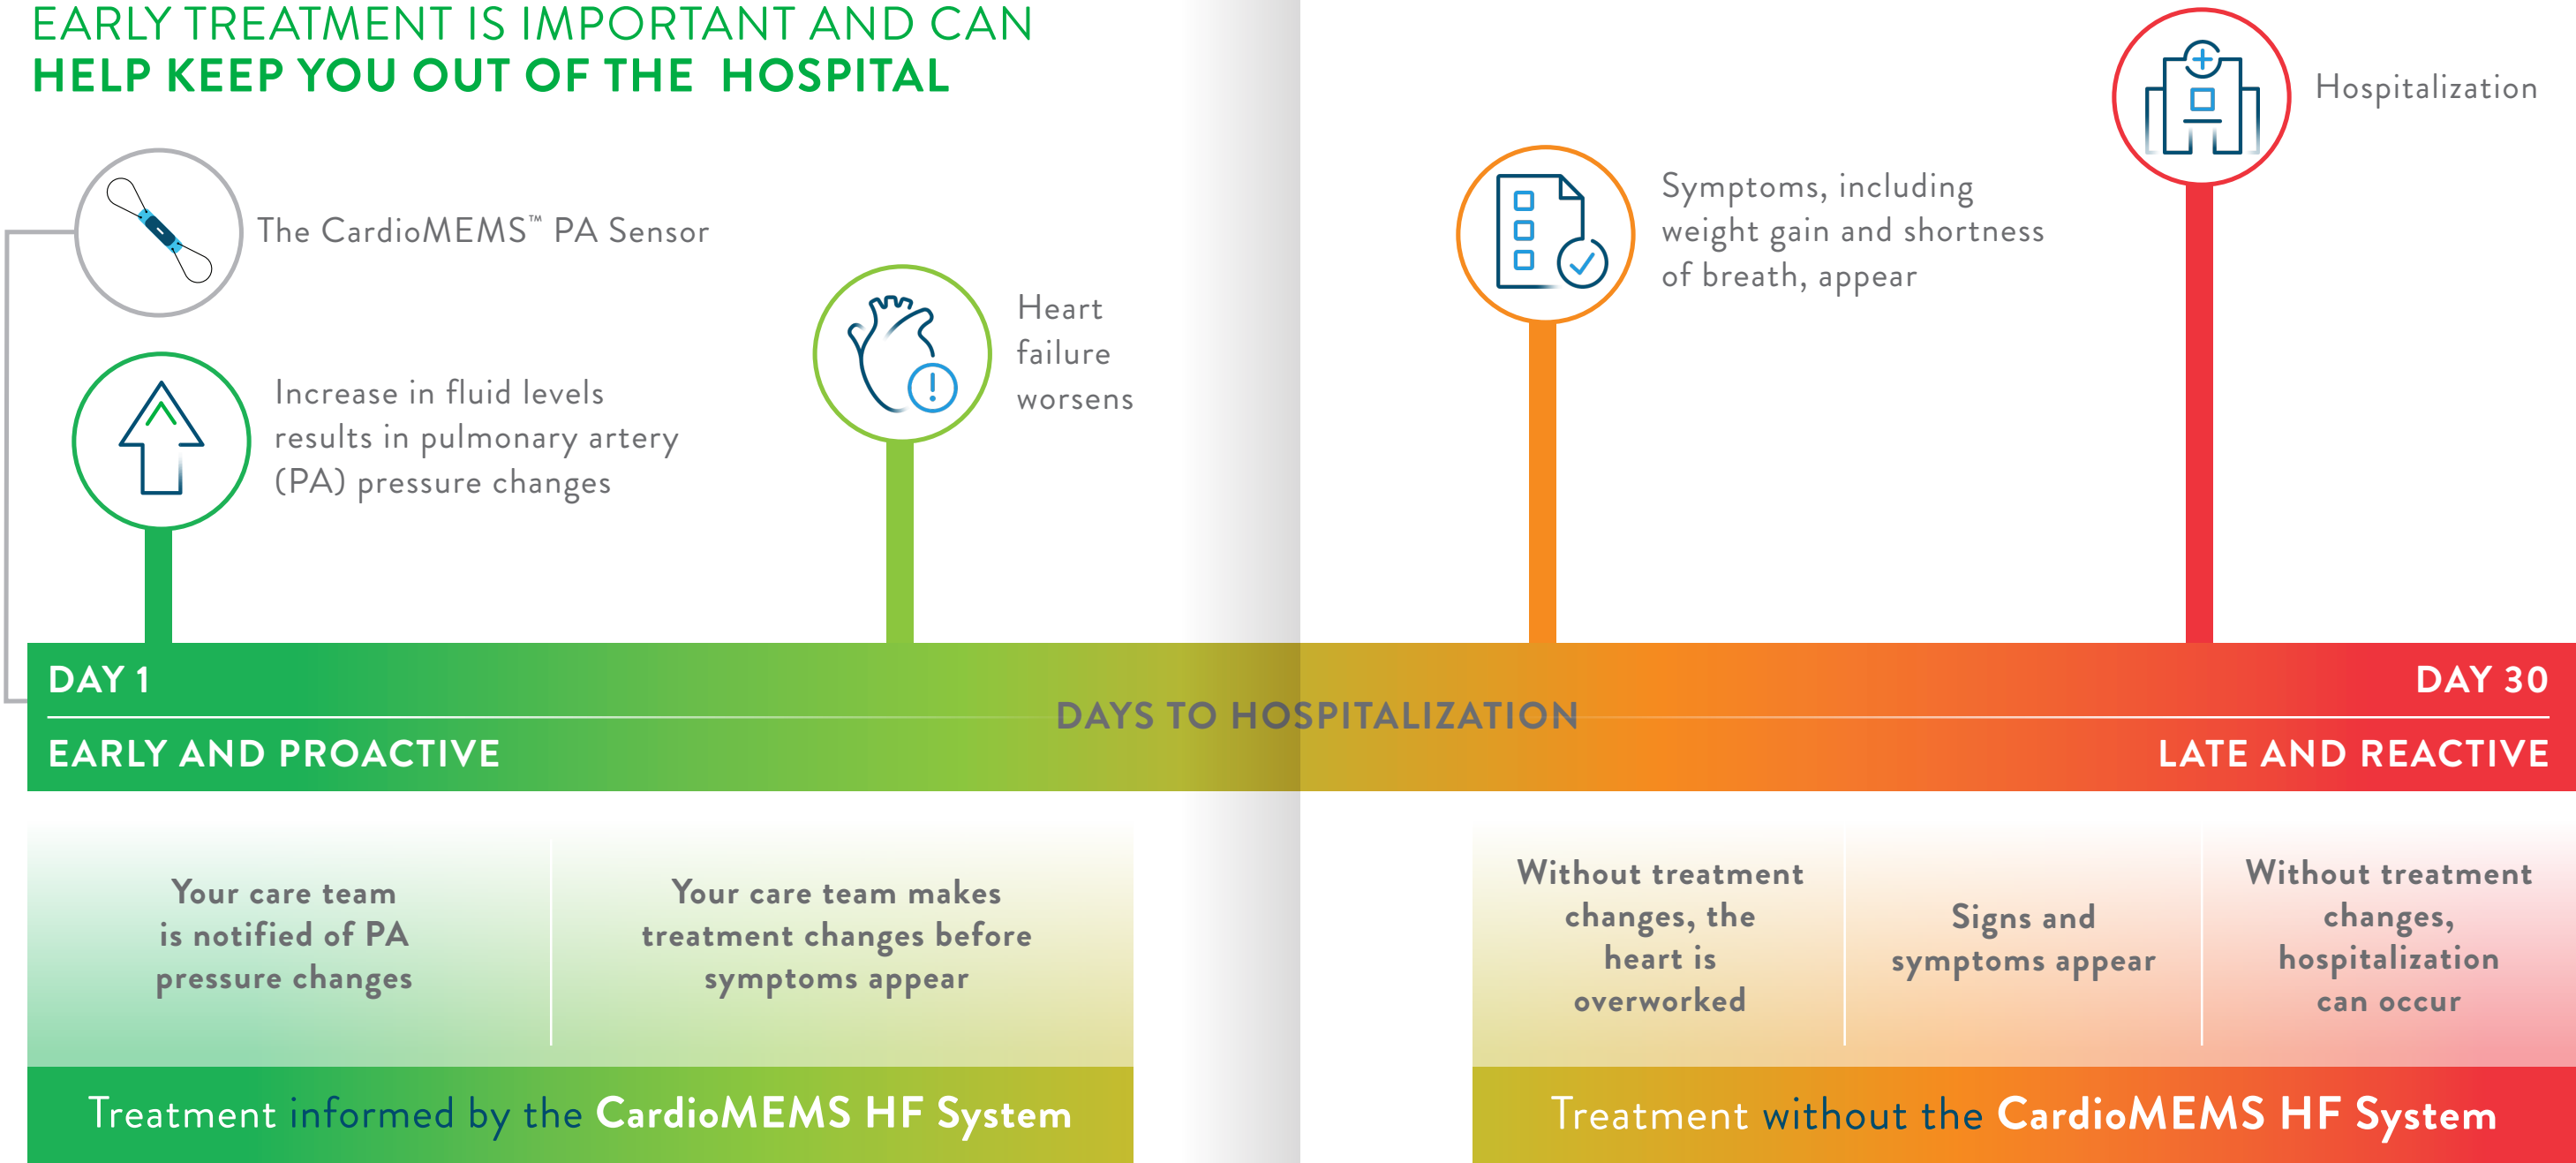 EARLY TREATMENT IS IMPORTANT AND CAN
HELP KEEP YOU OUT OF THE HOSPITAL
The CardioMEMS™ PA Sensor
Increase in fluid levels
results in pulmonary artery
(PA) pressure changes
Heart
failure
worsens
Symptoms, including
weight gain and shortness
of breath, appear
Hospitalization
DAY 1
DAYS TO HOSPITALIZATION
DAY 30
EARLY AND PROACTIVE
LATE AND REACTIVE
Your care team
is notified of PA
pressure changes
Your care team makes
treatment changes before
symptoms appear
Without treatment
changes, the
heart is
overworked
Signs and
symptoms appear
Without treatment
changes,
hospitalization
can occur
Treatment informed by the CardioMEMS HF System
Treatment without the CardioMEMS HF System